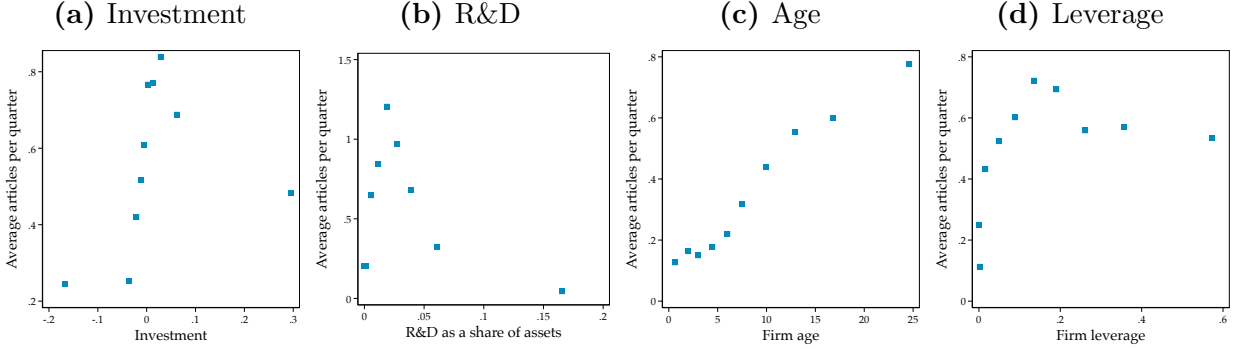 (a) Investment
Average articles per quarter
.8
.6
.4
.2
-.2 -.1 0 .1 .2 .3
Investment
(b) R&D
Average articles per quarter
1.5
1
.5
0
0 .05 .1 .15 .2
R&D as a share of assets
(c) Age
Average articles per quarter
.8
.6
.4
.2
0
0 5 10 15 20 25
Firm age
(d) Leverage
Average articles per quarter
.8
.6
.4
.2
0
0 .2 .4 .6
Firm leverage